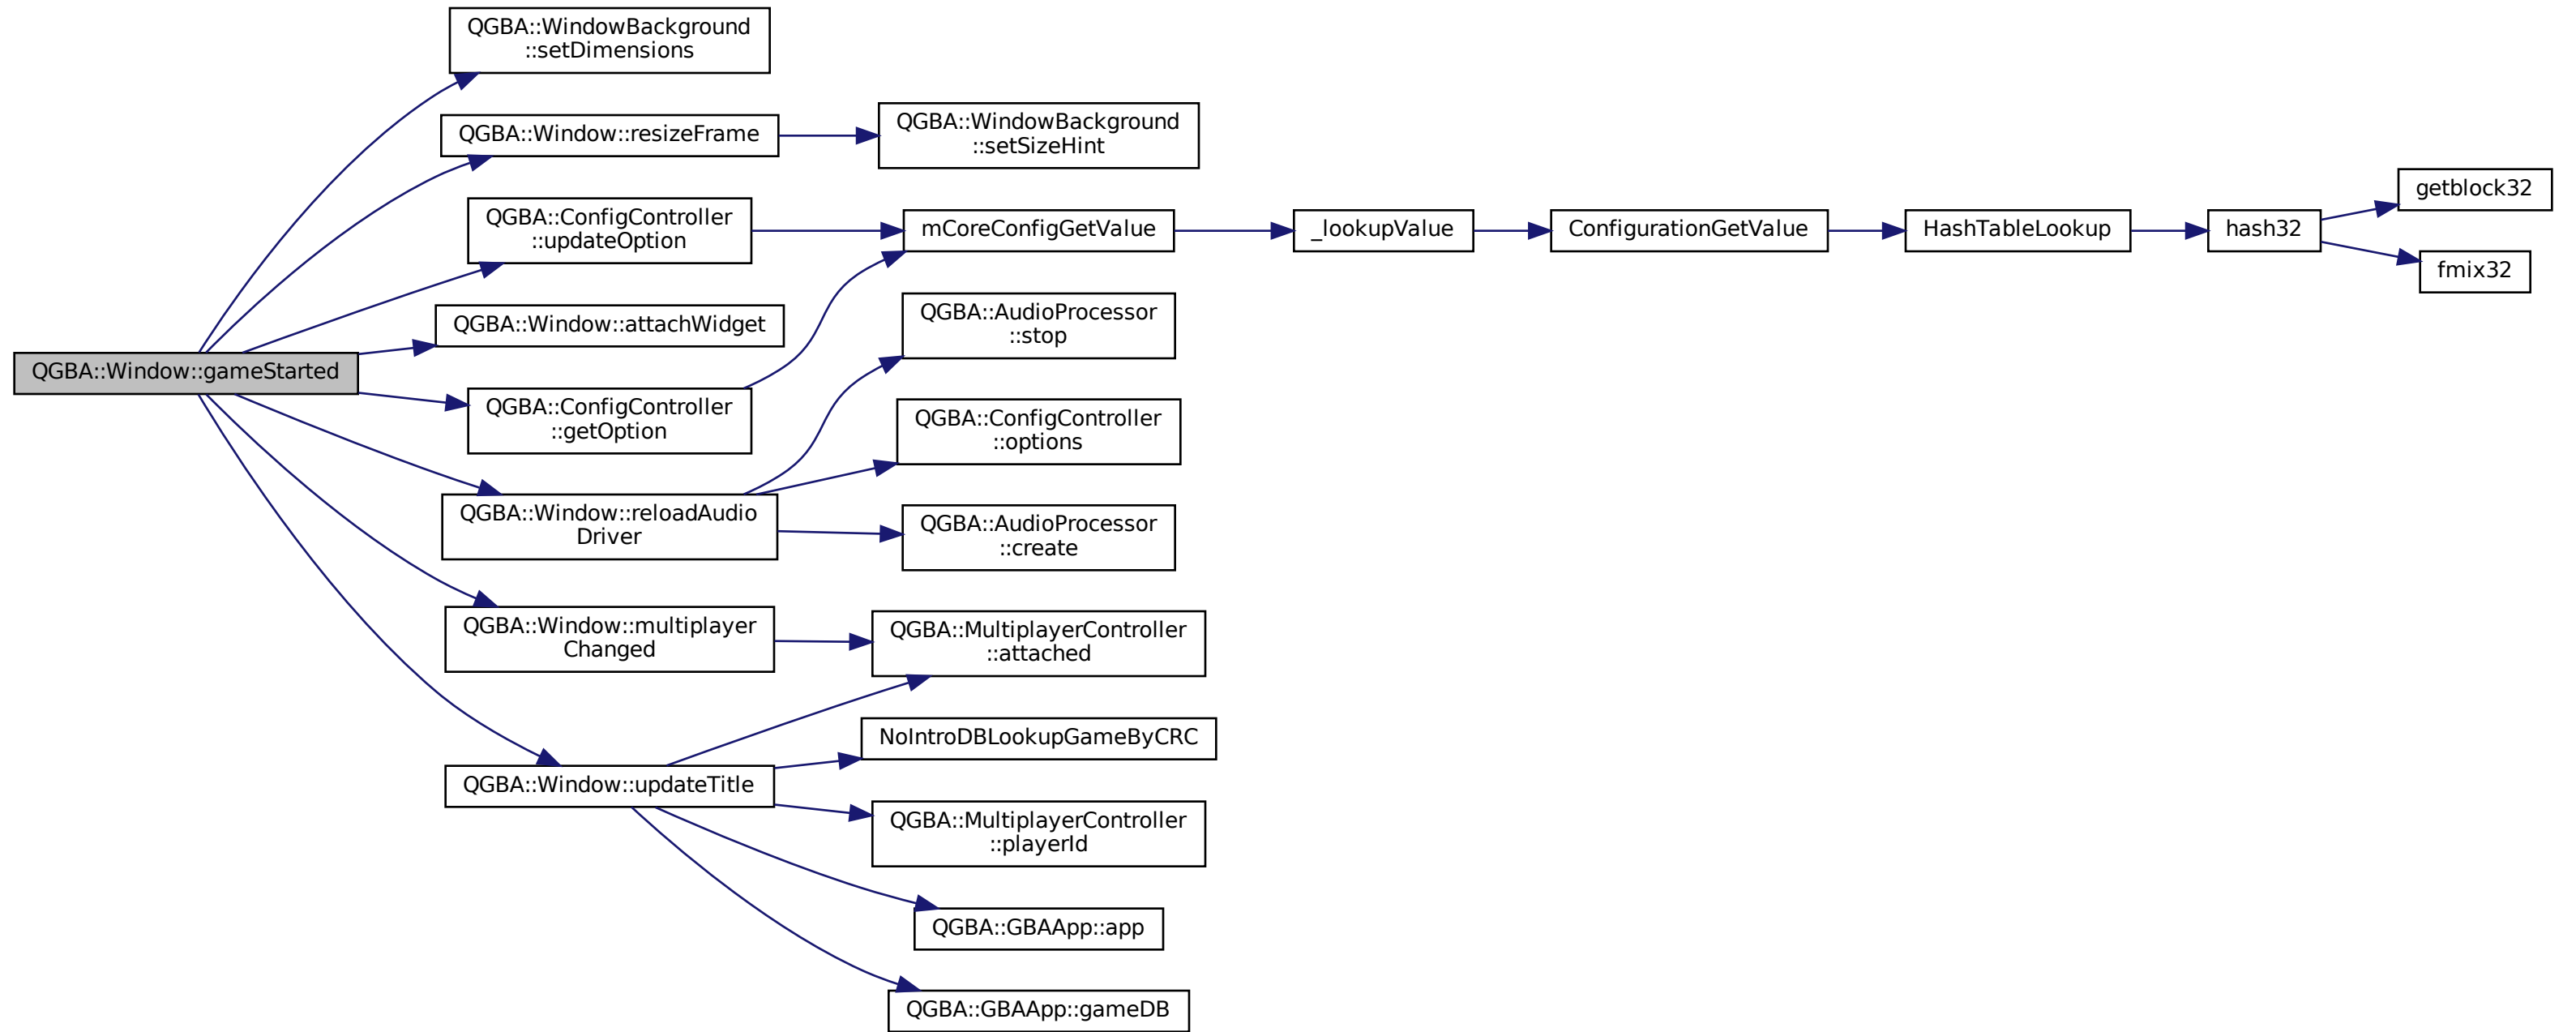 QGBA::Window::gameStarted
QGBA::WindowBackground
::setDimensions
QGBA::Window::resizeFrame
QGBA::ConfigController
::updateOption
QGBA::Window::attachWidget
QGBA::ConfigController
::getOption
QGBA::Window::reloadAudio
Driver
QGBA::Window::multiplayer
Changed
QGBA::Window::updateTitle
QGBA::WindowBackground
::setSizeHint
mCoreConfigGetValue
QGBA::AudioProcessor
::stop
QGBA::ConfigController
::options
QGBA::AudioProcessor
::create
QGBA::MultiplayerController
::attached
NoIntroDBLookupGameByCRC
QGBA::MultiplayerController
::playerId
QGBA::GBAApp::app
QGBA::GBAApp::gameDB
_lookupValue
ConfigurationGetValue
HashTableLookup
hash32
getblock32
fmix32